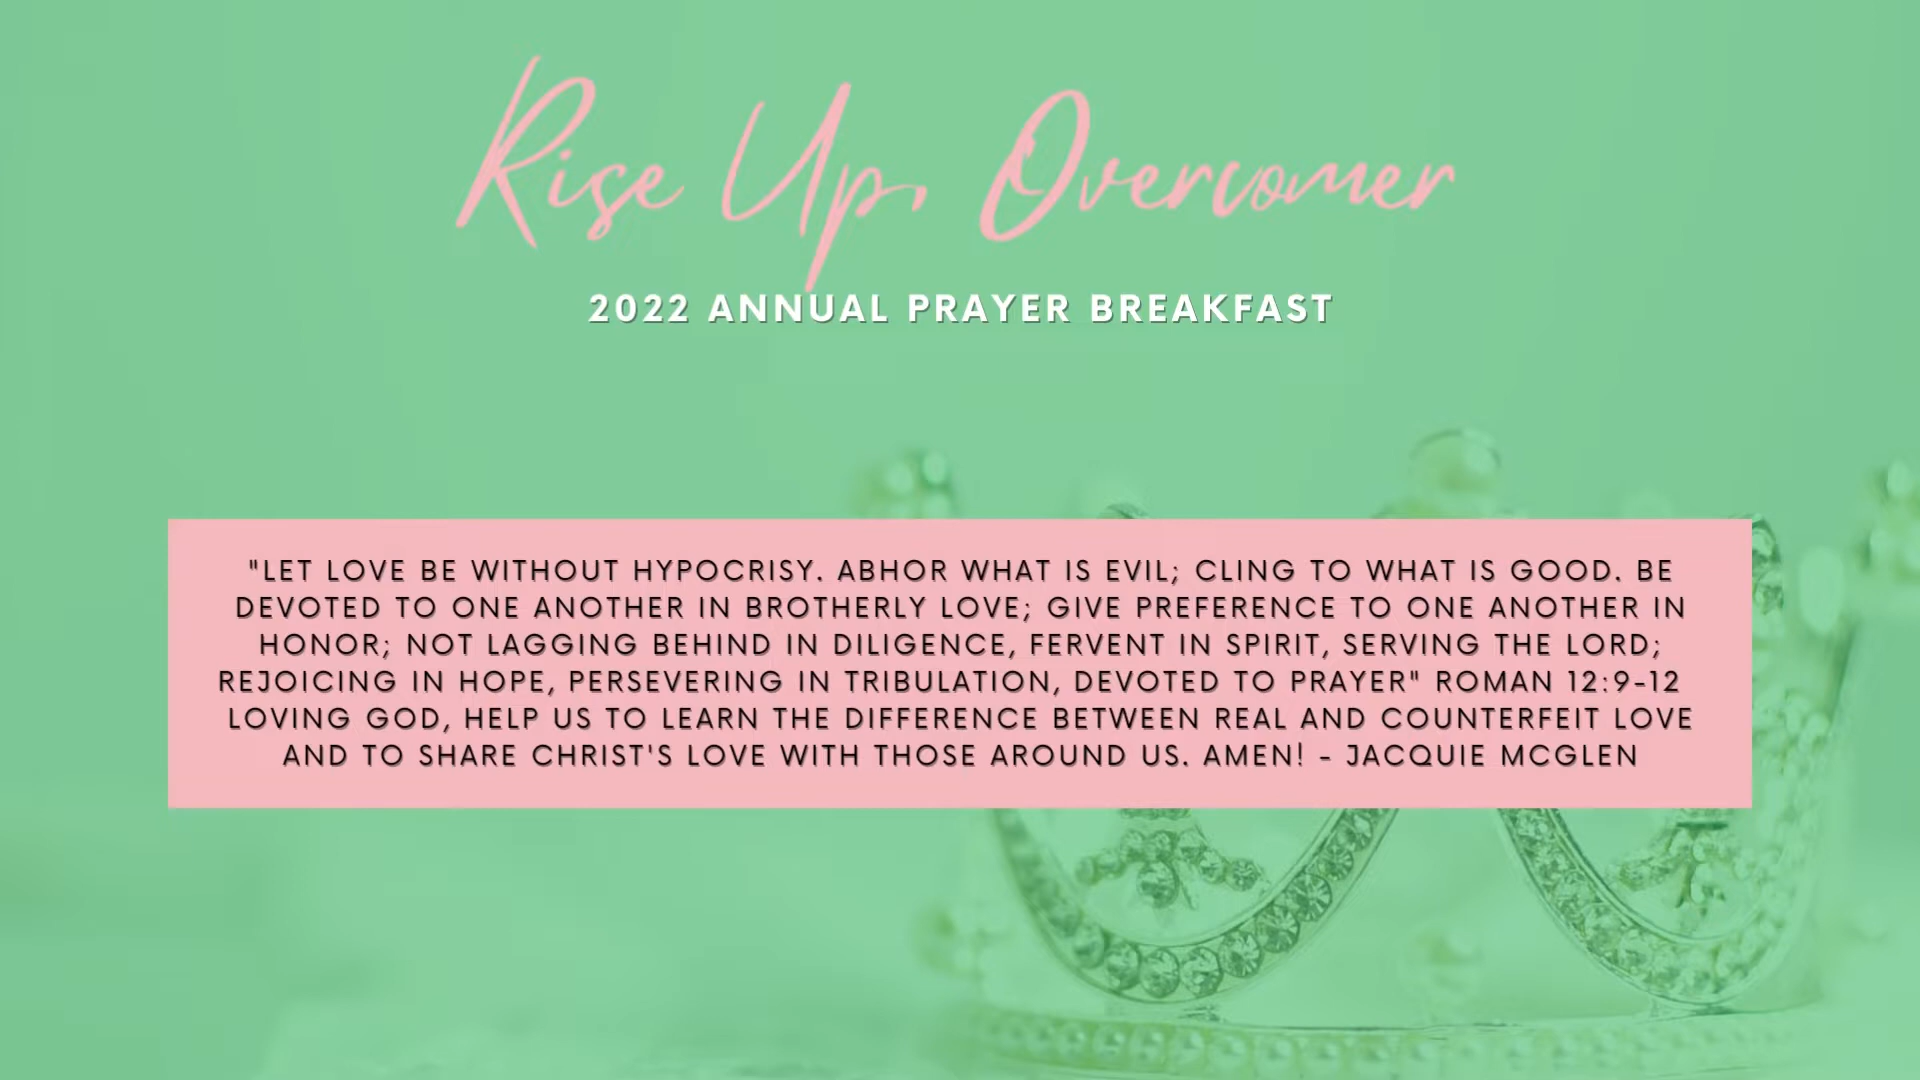 Rise Up, Overcomer
2022 ANNUAL PRAYER BREAKFAST
"LET LOVE BE WITHOUT HYPOCRISY. ABHOR WHAT IS EVIL; CLING TO WHAT IS GOOD. BE
DEVOTED TO ONE ANOTHER IN BROTHERLY LOVE; GIVE PREFERENCE TO ONE ANOTHER IN
HONOR; NOT LAGGING BEHIND IN DILIGENCE, FERVENT IN SPIRIT, SERVING THE LORD;
REJOICING IN HOPE, PERSEVERING IN TRIBULATION, DEVOTED TO PRAYER" ROMAN 12:9-12
LOVING GOD, HELP US TO LEARN THE DIFFERENCE BETWEEN REAL AND COUNTERFEIT LOVE
AND TO SHARE CHRIST'S LOVE WITH THOSE AROUND US. AMEN! - JACQUIE MCGLEN